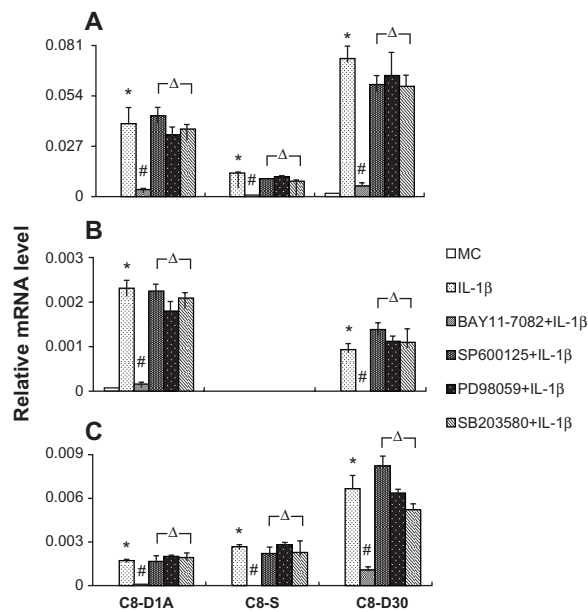 A
0.081
0.054
0.027
0
* # Δ
* # Δ
* # Δ
B
0.003
0.002
0.001
0
* # Δ
* # Δ
C
0.009
0.006
0.003
0
* # Δ
* # Δ
* # Δ
C8-D1A C8-S C8-D30
Relative mRNA level
MC
IL-1β
BAY11-7082+IL-1β
SP600125+IL-1β
PD98059+IL-1β
SB203580+IL-1β